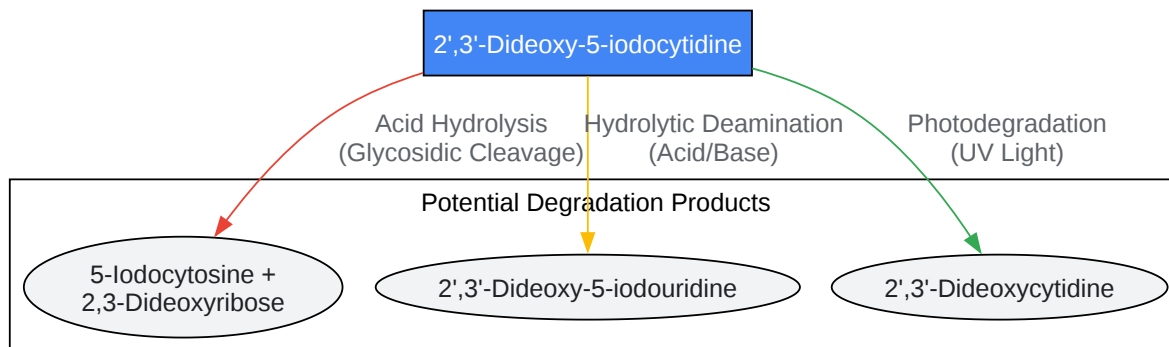 2',3'-Dideoxy-5-iodocytidine
Acid Hydrolysis
(Glycosidic Cleavage)
Hydrolytic Deamination
(Acid/Base)
Photodegradation
(UV Light)
Potential Degradation Products
5-Iodocytosine +
2,3-Dideoxyribose
2',3'-Dideoxy-5-iodouridine
2',3'-Dideoxycytidine